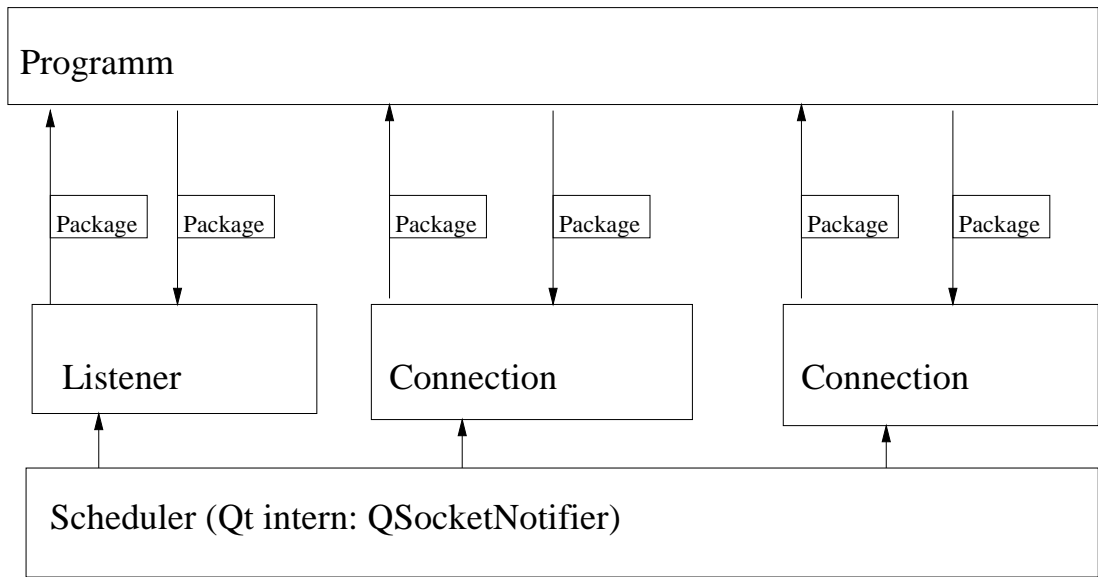 Programm
Package
Package
Package
Package
Package
Package
Listener
Connection
Connection
Scheduler (Qt intern: QSocketNotifier)